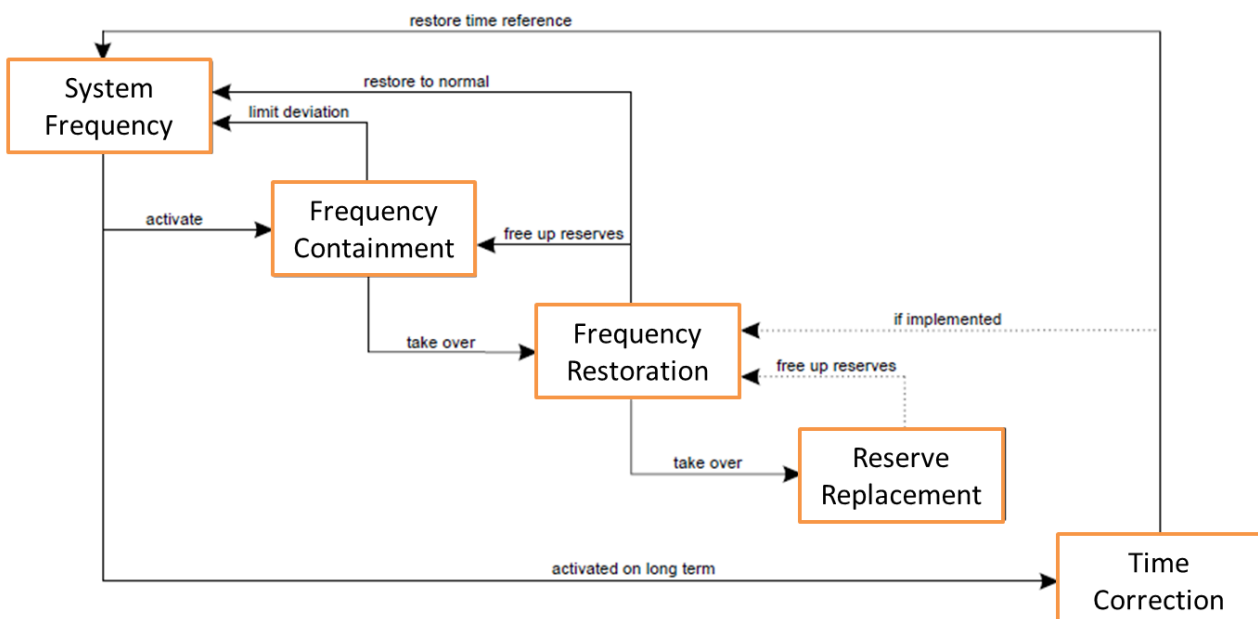 restore time reference
System
Frequency
restore to normal
limit deviation
activate
Frequency
Containment
free up reserves
take over
Frequency
Restoration
if implemented
free up reserves
take over
Reserve
Replacement
activated on long term
Time
Correction